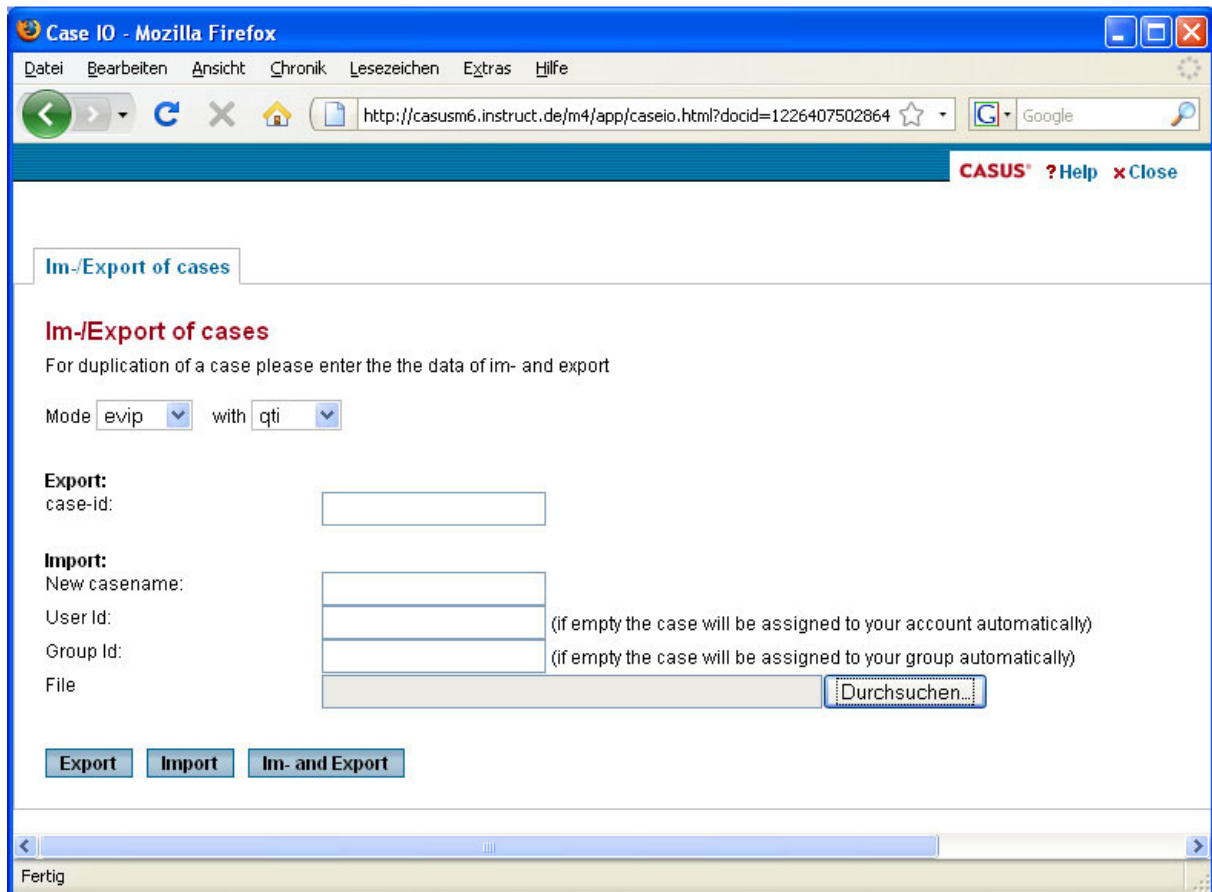 Case IO - Mozilla Firefox
Datei Bearbeiten Ansicht Chronik Lesezeichen Extras Hilfe
http://casusm6.instruct.de/m4/app/caseio.html?docid=1226407502864 G Google
CASUS® ?Help xClose
Im-/Export of cases
Im-/Export of cases
For duplication of a case please enter the the data of im- and export
Mode evip with qti
Export:
case-id:
Import:
New casename:
User Id: (if empty the case will be assigned to your account automatically)
Group Id: (if empty the case will be assigned to your group automatically)
File Durchsuchen...
Export Import Im- and Export
Fertig